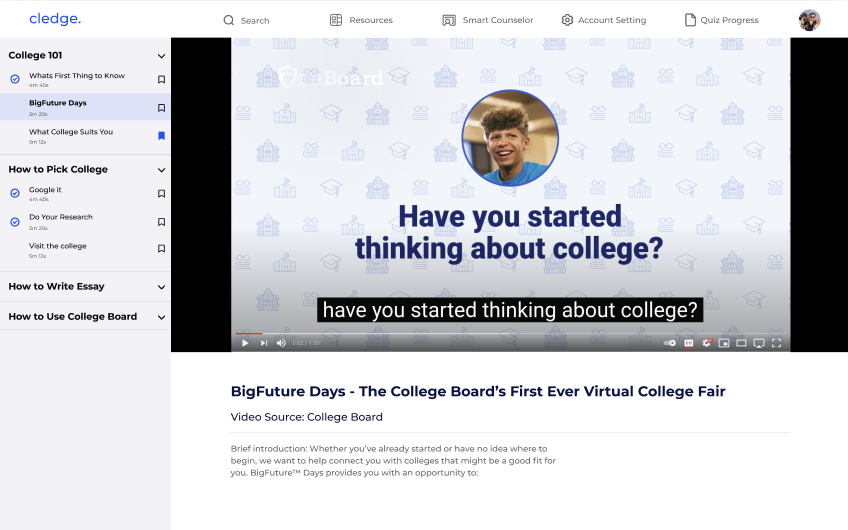 cledge.
Search
Resources
Smart Counselor
Account Setting
Quiz Progress
College 101
Whats First Thing to Know
4m 40s
BigFuture Days
3m 20s
What College Suits You
5m 12s
How to Pick College
Google it
4m 40s
Do Your Research
3m 20s
Visit the college
5m 12s
How to Write Essay
How to Use College Board
Board
Have you started
thinking about college?
have you started thinking about college?
0:02 / 1:30
BigFuture Days - The College Board’s First Ever Virtual College Fair
Video Source: College Board
Brief introduction: Whether you’ve already started or have no idea where to
begin, we want to help connect you with colleges that might be a good fit for
you. BigFuture™ Days provides you with an opportunity to: